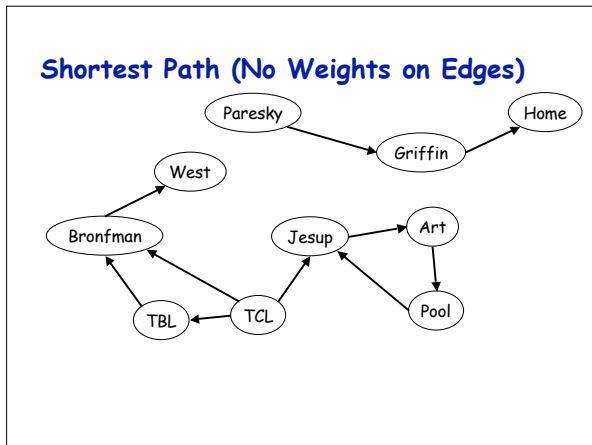 Shortest Path (No Weights on Edges)
Paresky
Home
Griffin
West
Bronfman
Jesup
Art
TBL
TCL
Pool